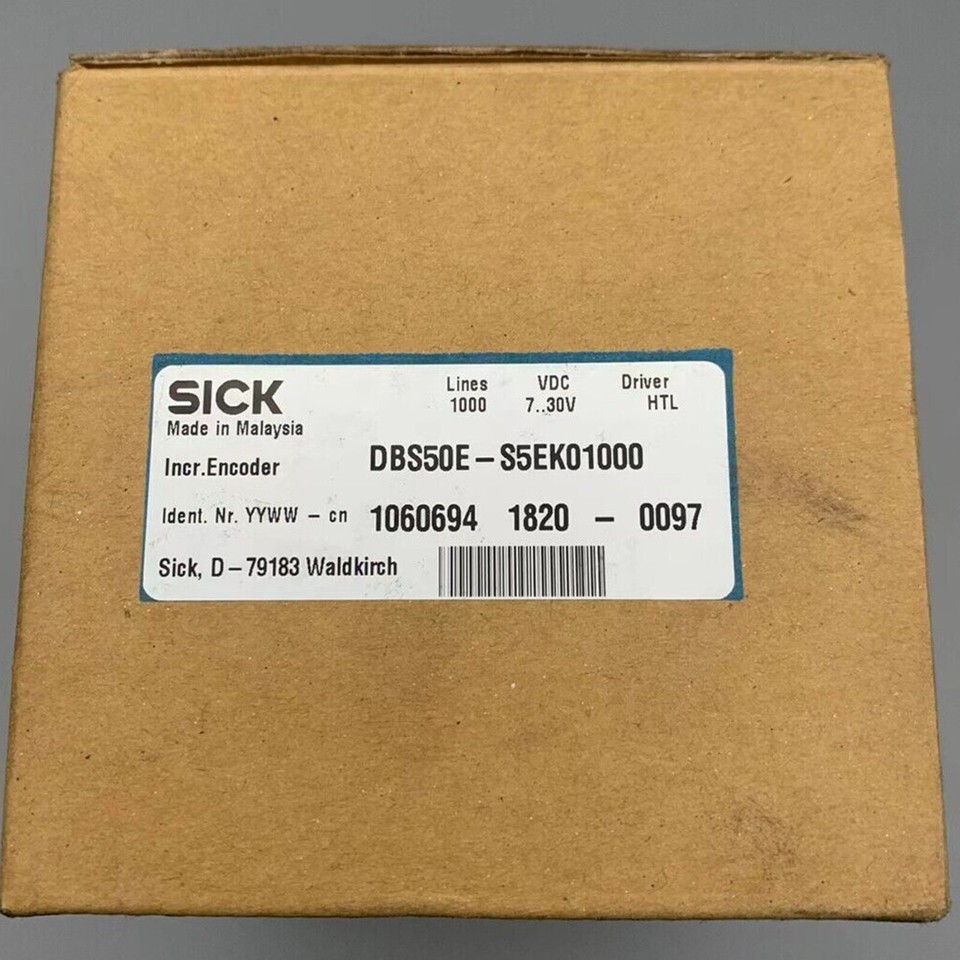 SICK
Lines VDC Driver
1000 7..30V HTL
Made in Malaysia
Incr.Encoder DBS50E-S5EK01000
Ident. Nr. YYWW - cn 1060694 1820 - 0097
Sick, D-79183 Waldkirch